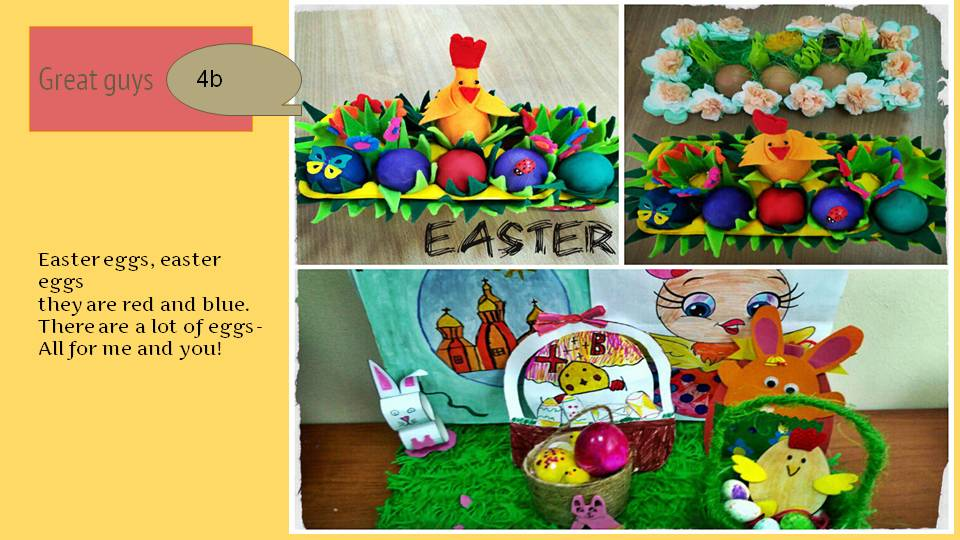 Great guys
4b
Easter eggs, easter
eggs
they are red and blue.
There are a lot of eggs-
All for me and you!
EASTER
X B